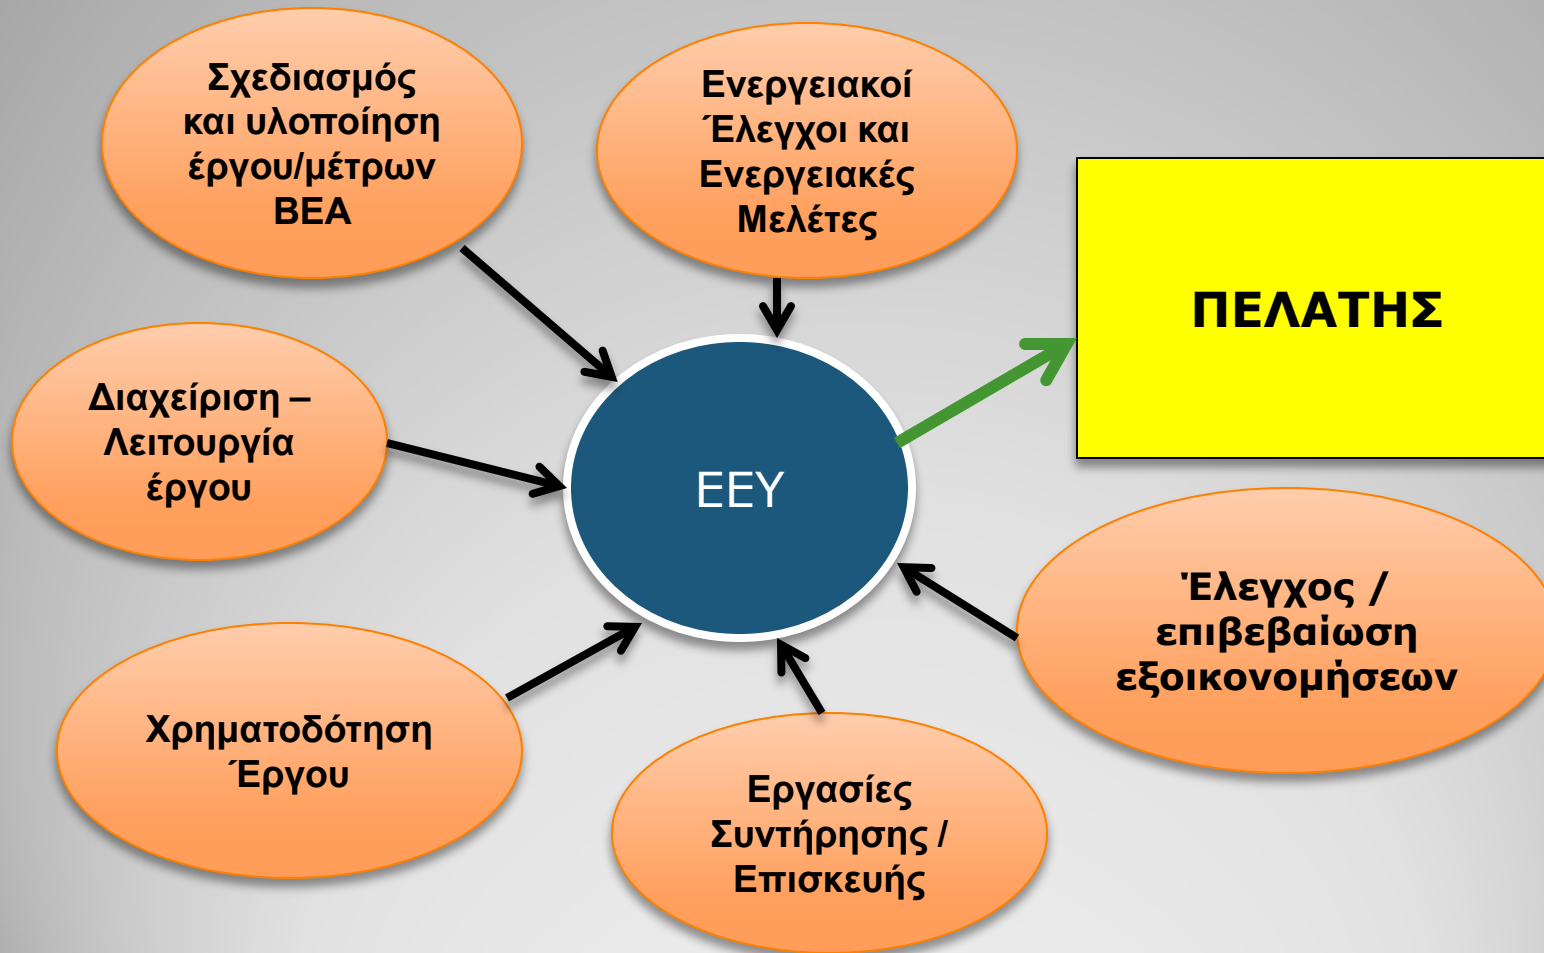 Σχεδιασμός
και υλοποίηση
έργου/μέτρων
ΒΕΑ
Ενεργειακοί
Έλεγχοι και
Ενεργειακές
Μελέτες
ΠΕΛΑΤΗΣ
Διαχείριση –
Λειτουργία
έργου
ΕΕΥ
Έλεγχος /
επιβεβαίωση
εξοικονομήσεων
Χρηματοδότηση
Έργου
Εργασίες
Συντήρησης /
Επισκευής